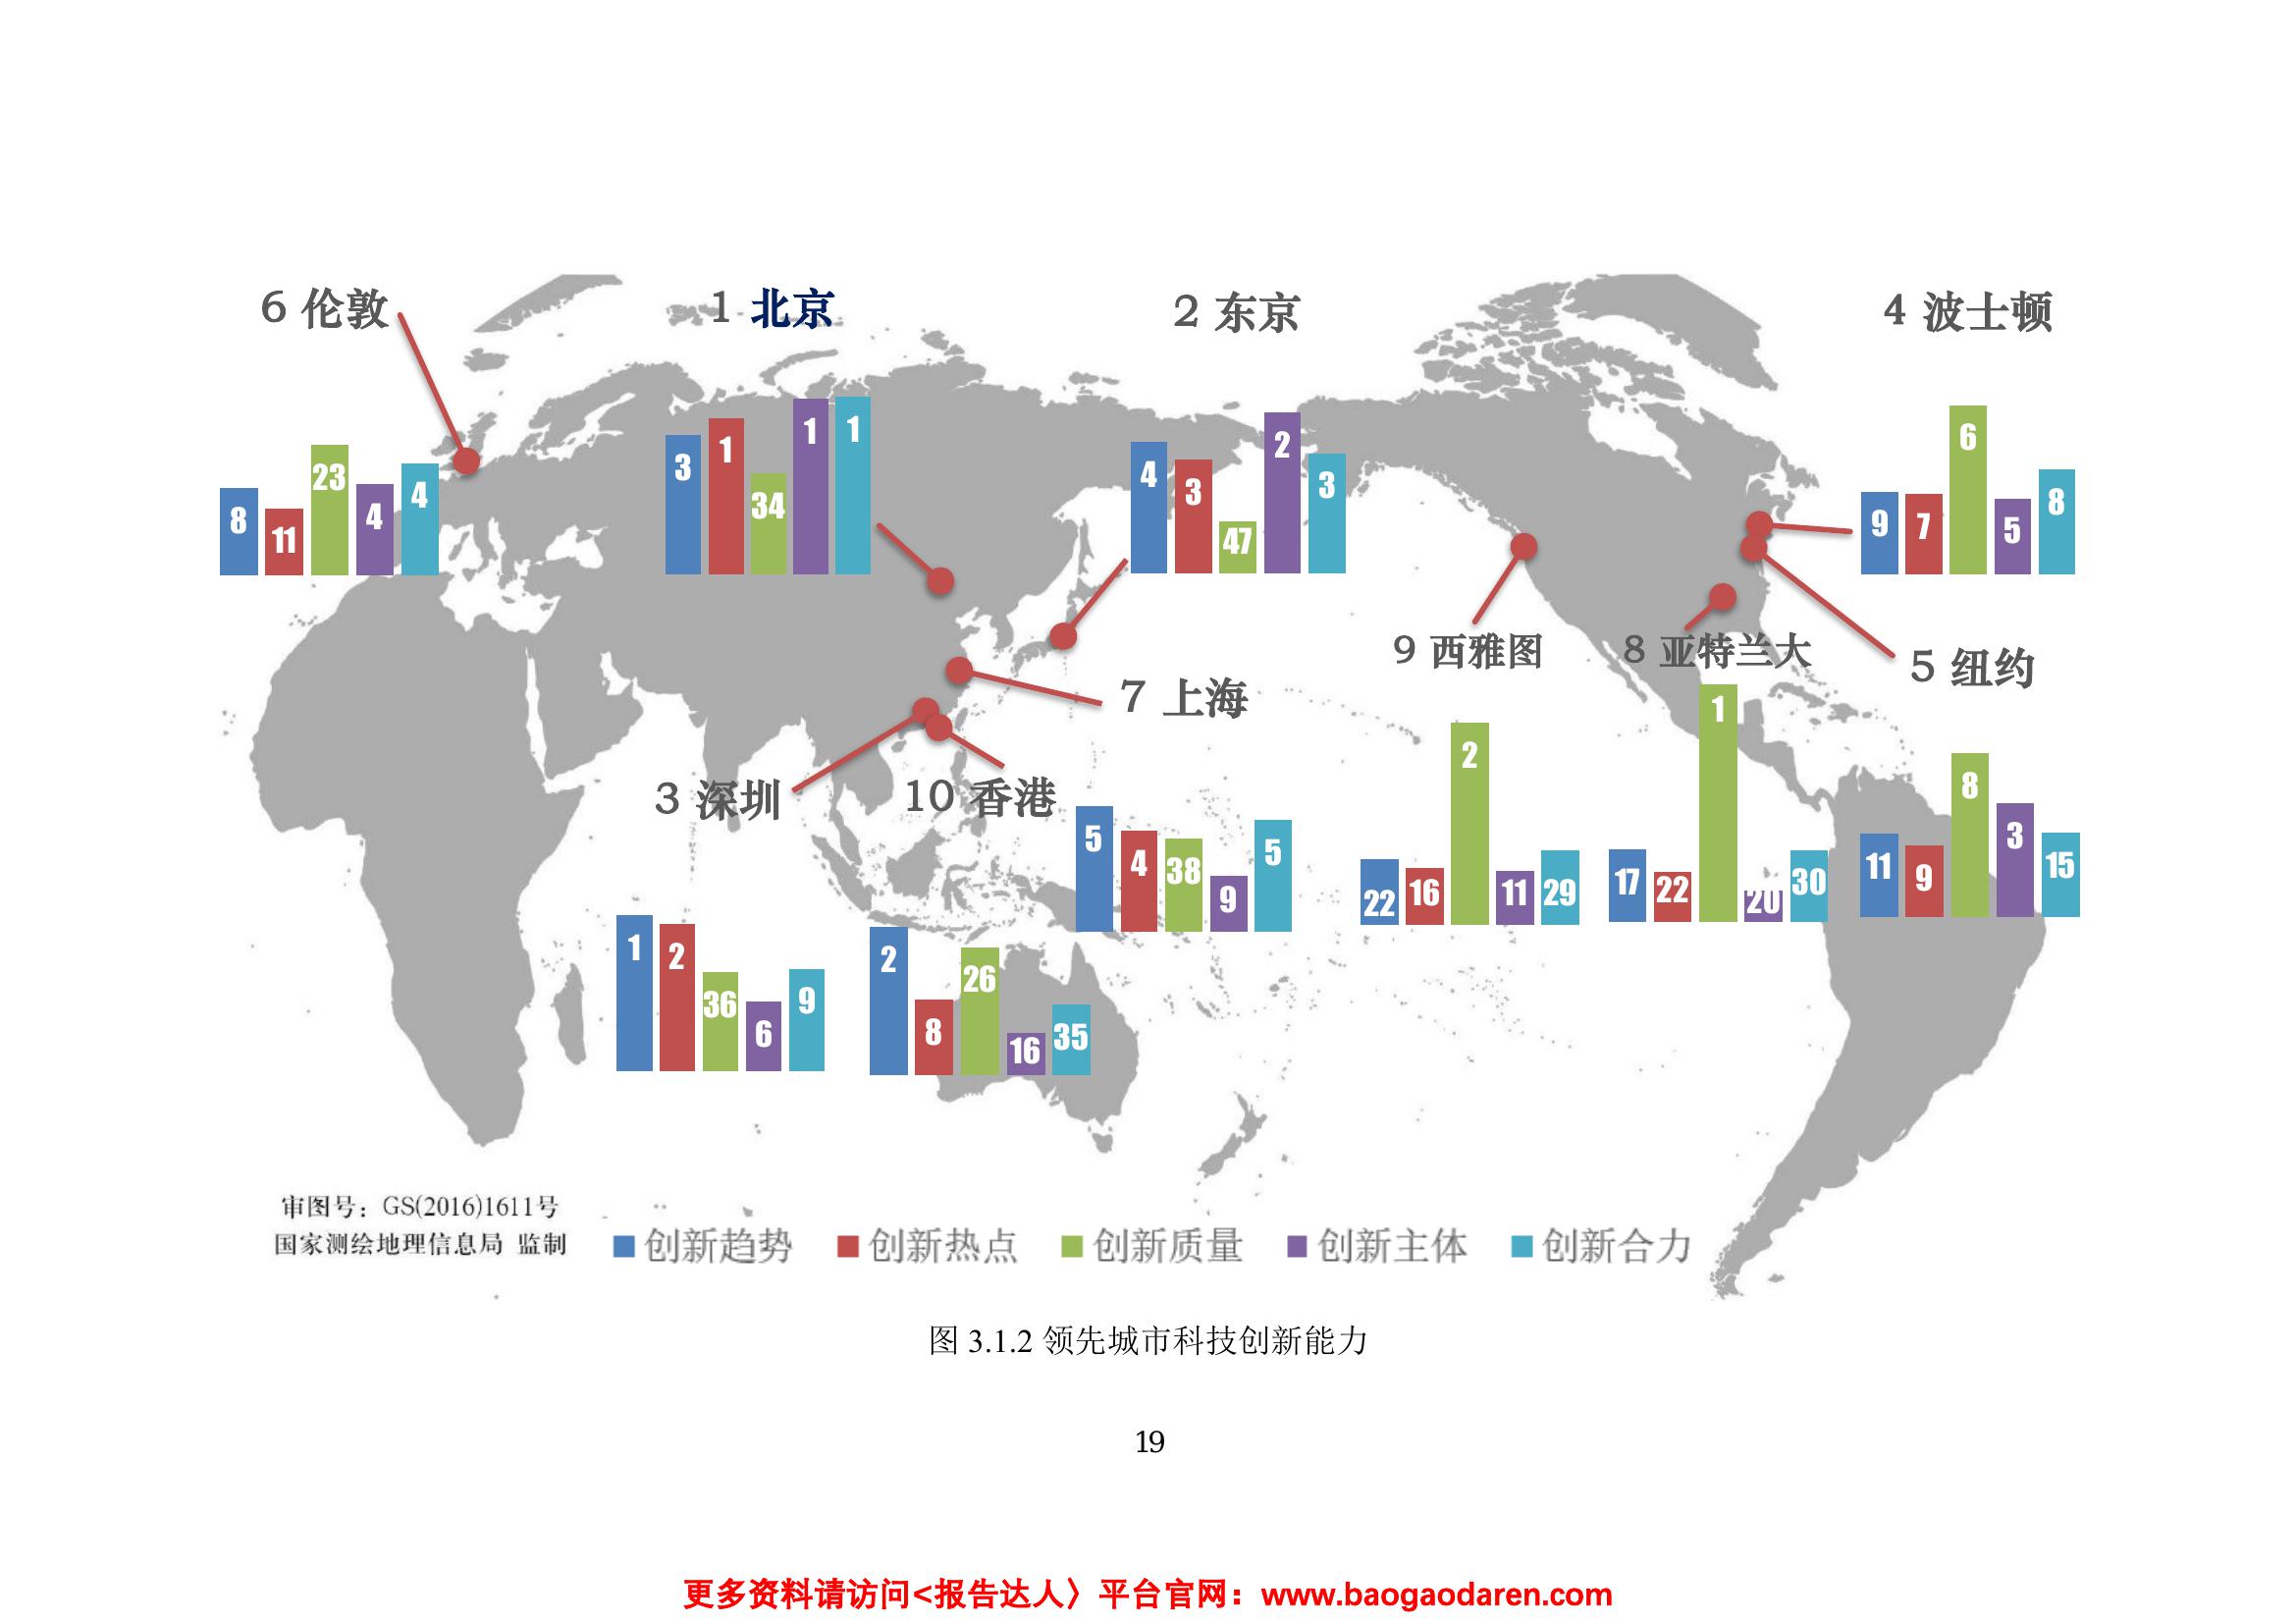 6 伦敦
1 北京
2 东京
4 波士顿
8 11 23 4 4
3 1 34 1 1
4 3 47 2 3
9 7 6 5 8
9 西雅图
8 亚特兰大
5 纽约
7 上海
3 深圳
10 香港
5 4 38 9 5
22 16 2 11 29
17 22 1 20 30
11 9 8 3 15
1 2 36 6 9
2 8 26 16 35
审图号：GS(2016)1611号
国家测绘地理信息局 监制
创新趋势 创新热点 创新质量 创新主体 创新合力
图 3.1.2 领先城市科技创新能力
19
更多资料请访问<报告达人〉平台官网：www.baogaodaren.com